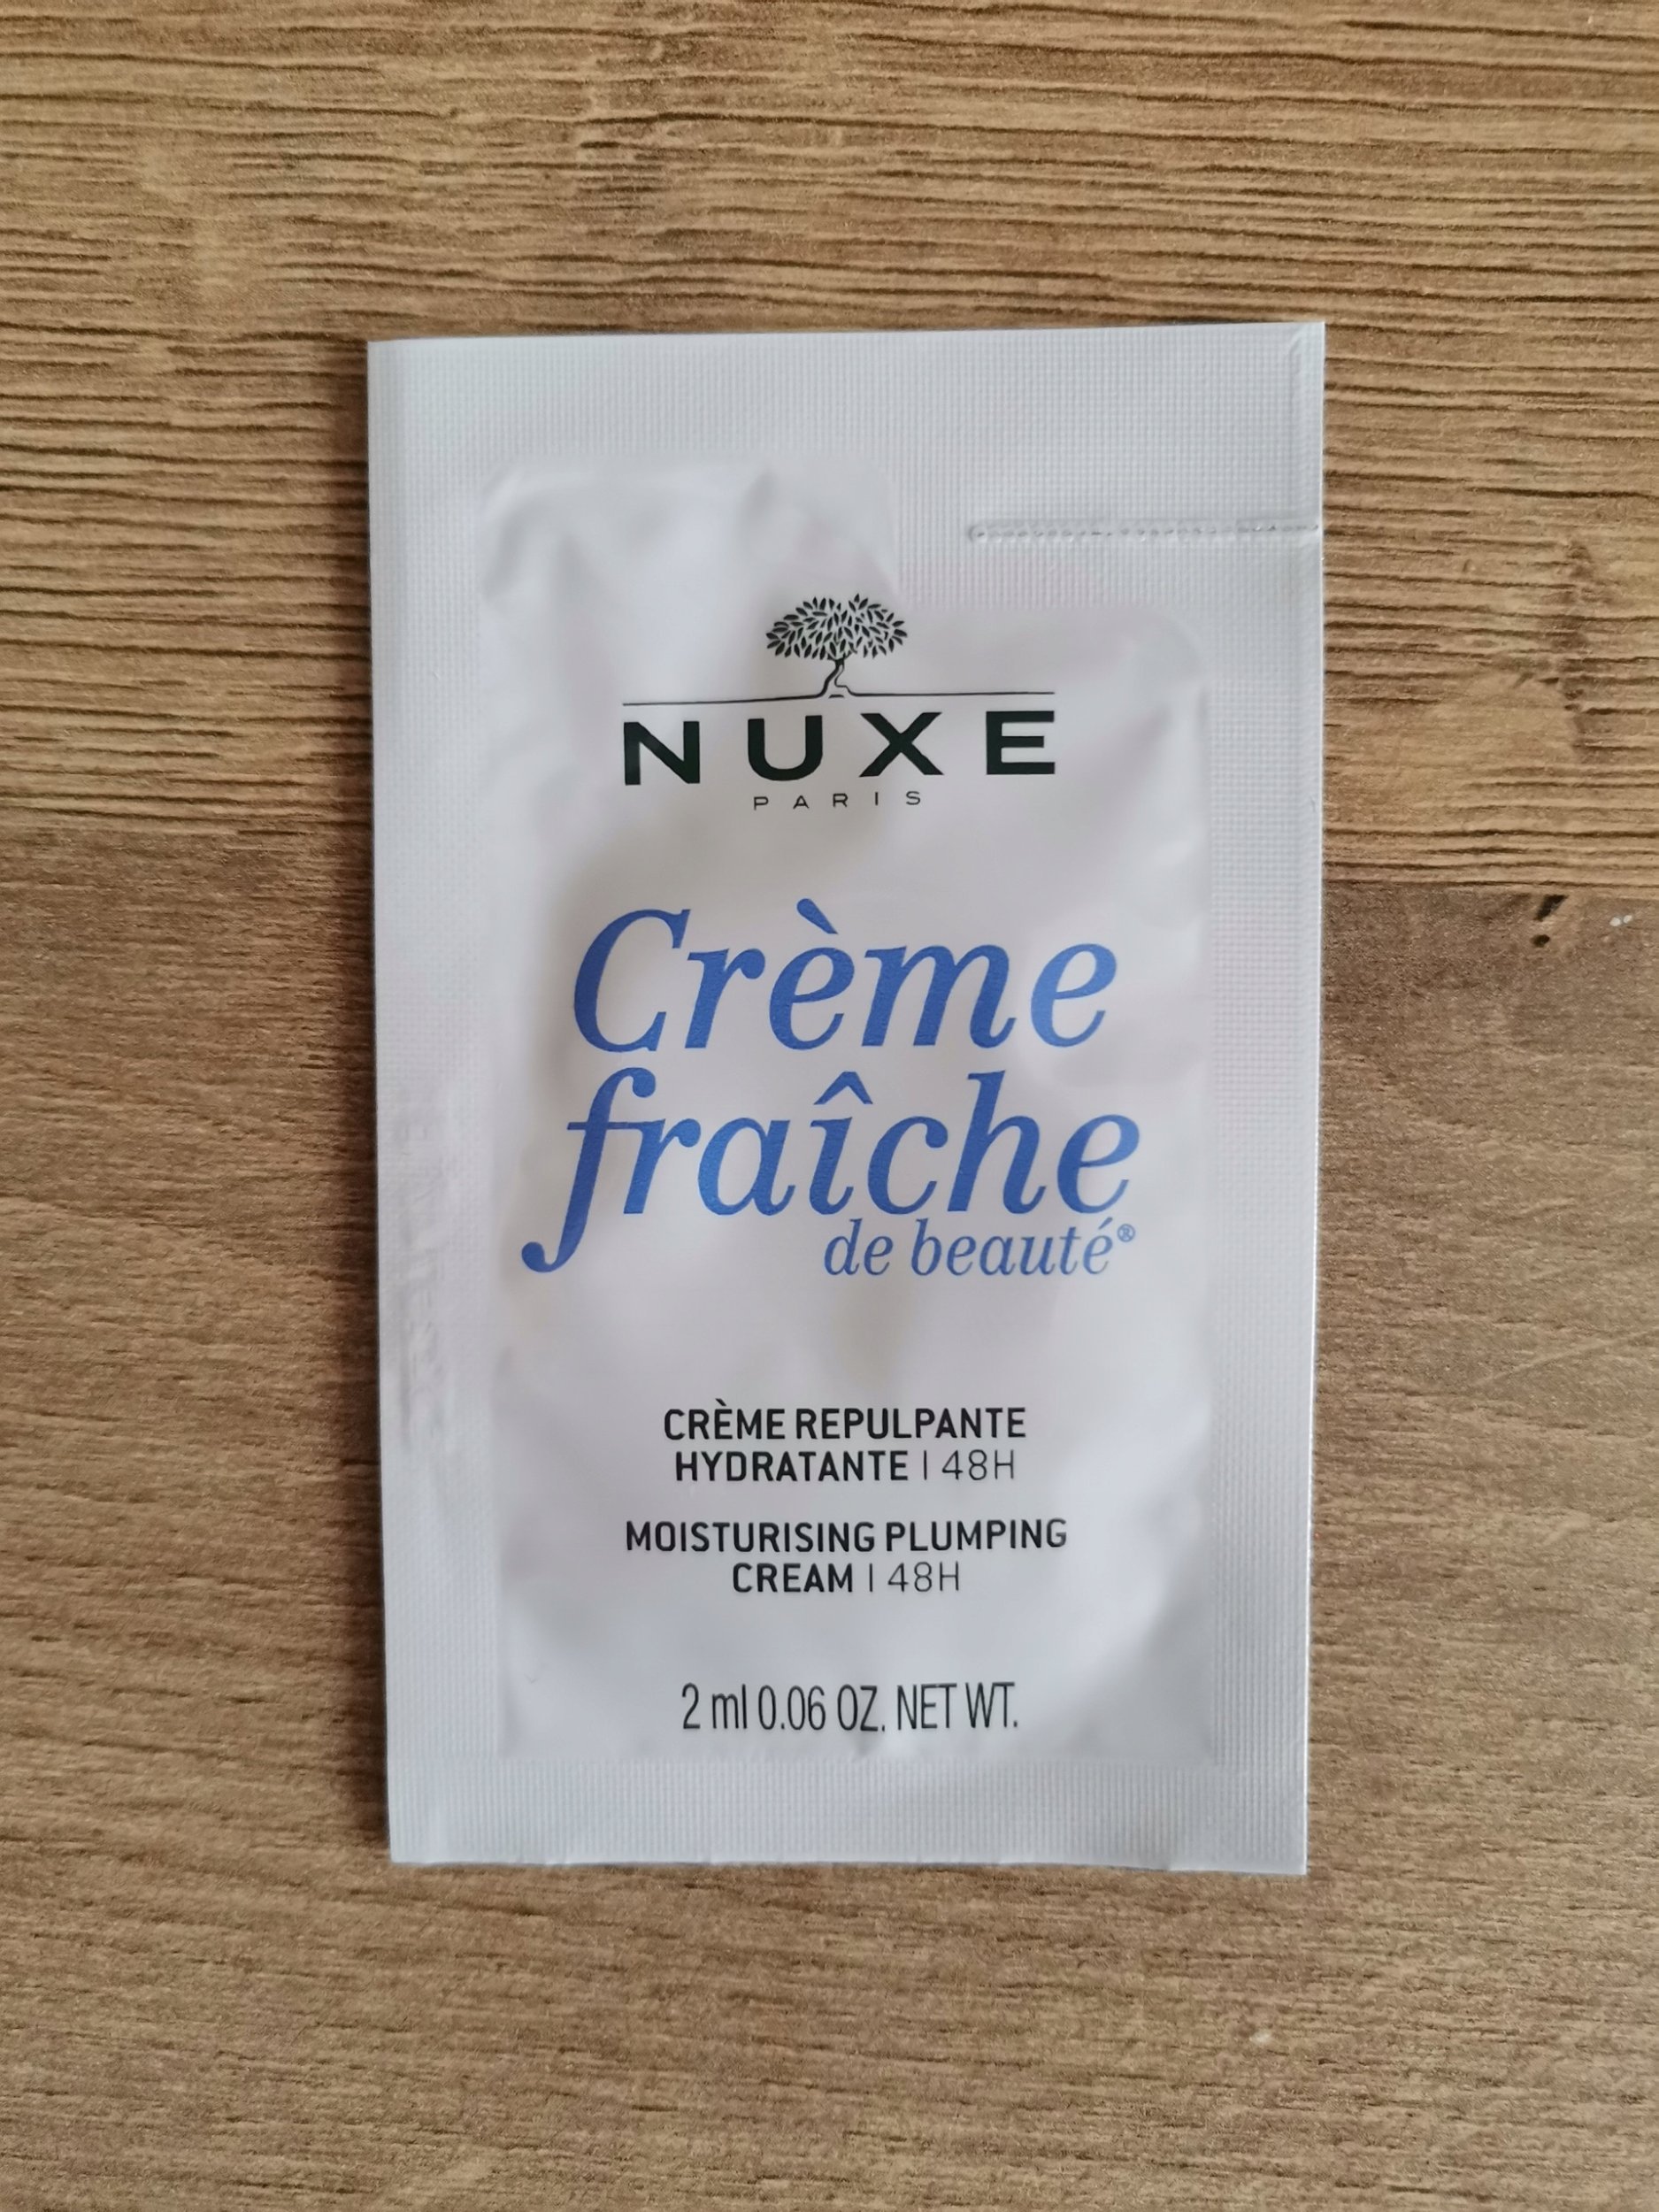 NUXE
PARIS
Crème
fraîche
de beauté®
CRÈME REPULPANTE
HYDRATANTE | 48H
MOISTURISING PLUMPING
CREAM | 48H
2 ml 0.06 OZ. NET WT.